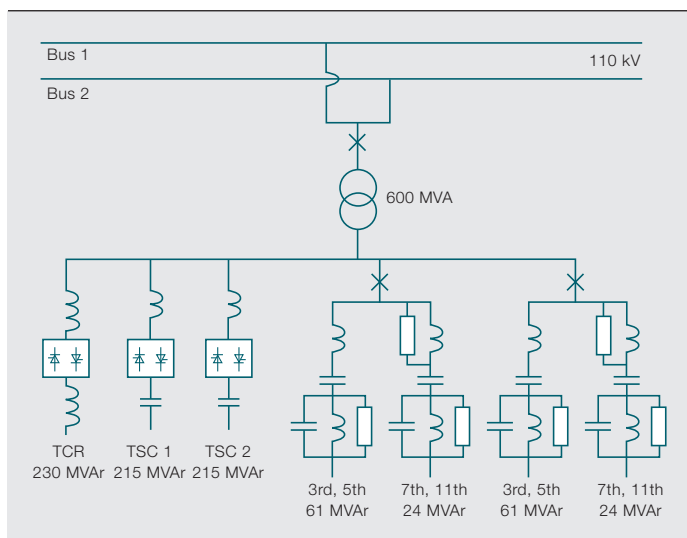 Bus 1
110 kV
Bus 2
600 MVA
TCR
230 MVAr
TSC 1
215 MVAr
TSC 2
215 MVAr
3rd, 5th
61 MVAr
7th, 11th
24 MVAr
3rd, 5th
61 MVAr
7th, 11th
24 MVAr